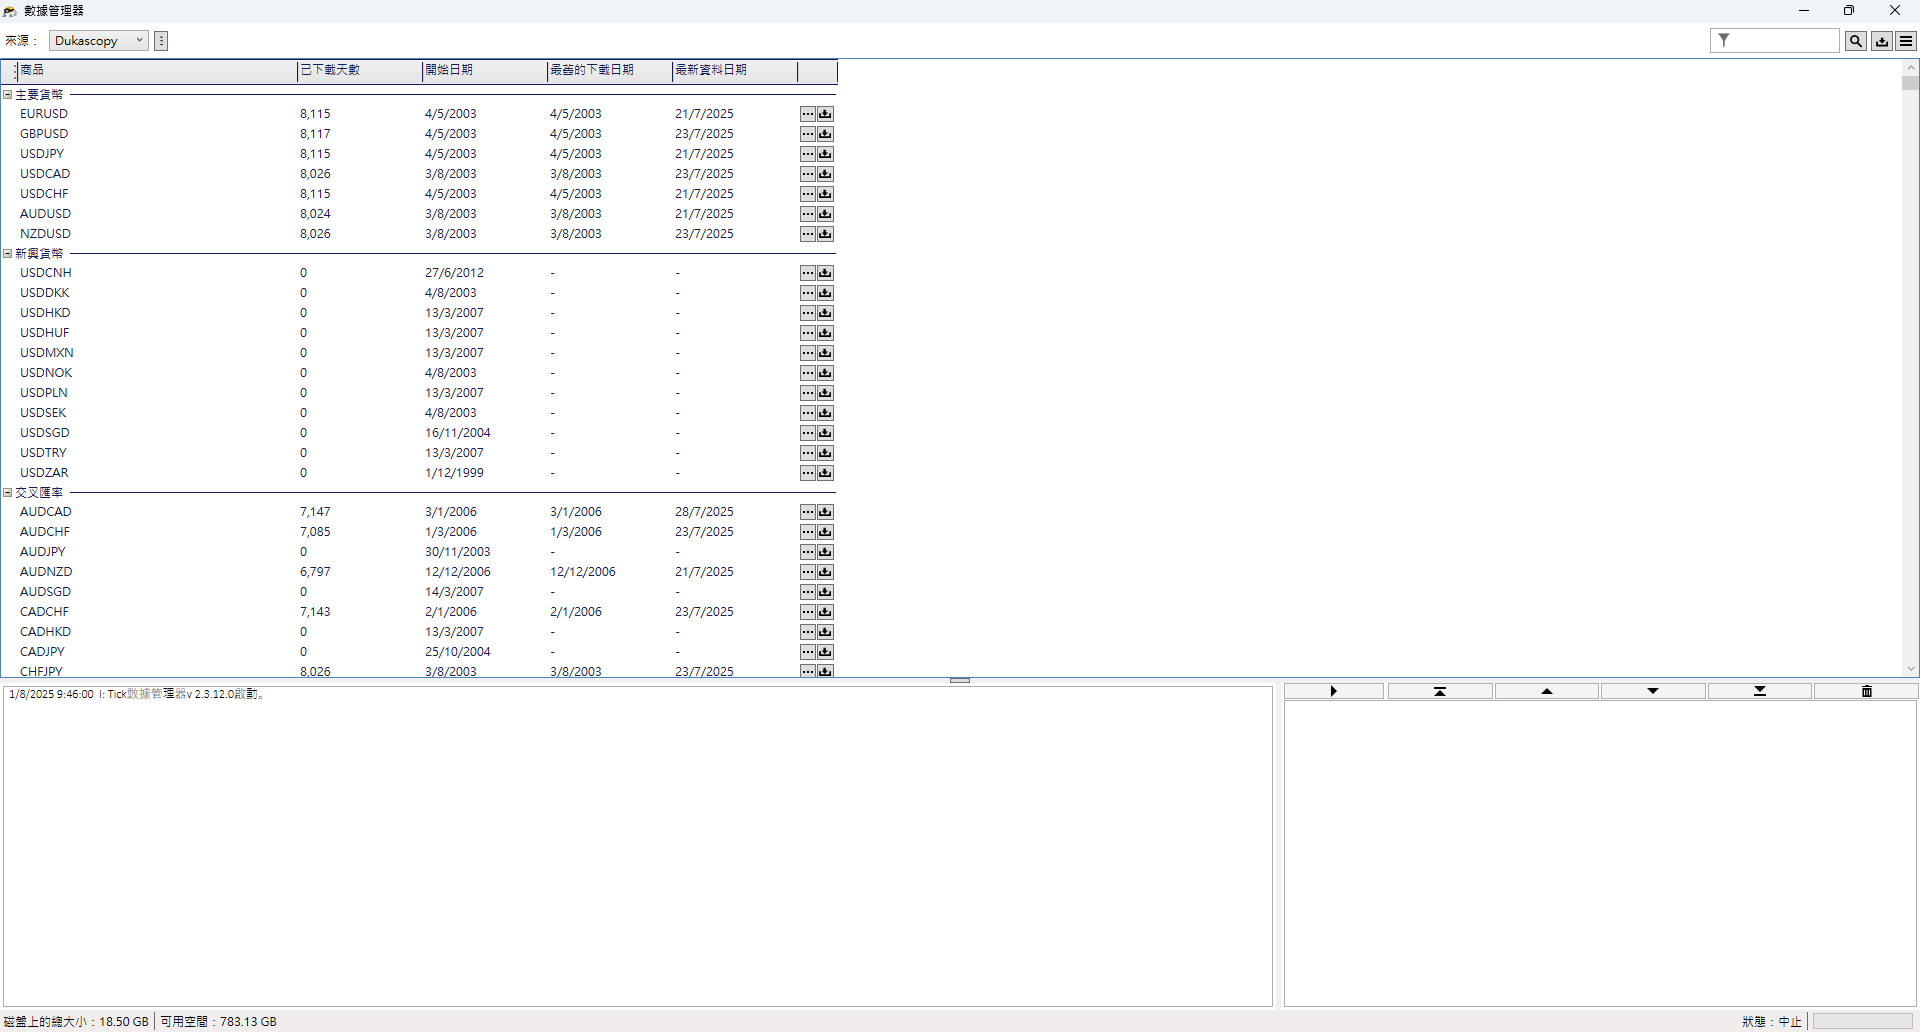 數據管理器
來源： Dukascopy
商品 已下載天數 開始日期 最舊的下載日期 最新資料日期
主要貨幣
EURUSD 8,115 4/5/2003 4/5/2003 21/7/2025
GBPUSD 8,117 4/5/2003 4/5/2003 23/7/2025
USDJPY 8,115 4/5/2003 4/5/2003 21/7/2025
USDCAD 8,026 3/8/2003 3/8/2003 23/7/2025
USDCHF 8,115 4/5/2003 4/5/2003 21/7/2025
AUDUSD 8,024 3/8/2003 3/8/2003 21/7/2025
NZDUSD 8,026 3/8/2003 3/8/2003 23/7/2025
新興貨幣
USDCNH 0 27/6/2012 - -
USDDKK 0 4/8/2003 - -
USDHKD 0 13/3/2007 - -
USDHUF 0 13/3/2007 - -
USDMXN 0 13/3/2007 - -
USDNOK 0 4/8/2003 - -
USDPLN 0 13/3/2007 - -
USDSEK 0 4/8/2003 - -
USDSGD 0 16/11/2004 - -
USDTRY 0 13/3/2007 - -
USDZAR 0 1/12/1999 - -
交叉匯率
AUDCAD 7,147 3/1/2006 3/1/2006 28/7/2025
AUDCHF 7,085 1/3/2006 1/3/2006 23/7/2025
AUDJPY 0 30/11/2003 - -
AUDNZD 6,797 12/12/2006 12/12/2006 21/7/2025
AUDSGD 0 14/3/2007 - -
CADCHF 7,143 2/1/2006 2/1/2006 23/7/2025
CADHKD 0 13/3/2007 - -
CADJPY 0 25/10/2004 - -
CHFJPY 8,026 3/8/2003 3/8/2003 23/7/2025
1/8/2025 9:46:00 I: Tick數據管理器v 2.3.12.0啟動。
磁盤上的總大小：18.50 GB 可用空間：783.13 GB 狀態：中止